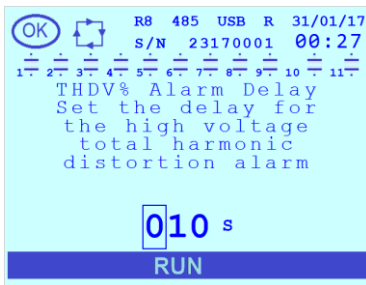 OK R8 485 USB R 31/01/17
S/N 23170001 00:27
1 2 3 4 5 6 7 8 9 10 11
THDV% Alarm Delay
Set the delay for
the high voltage
total harmonic
distortion alarm
010 s
RUN